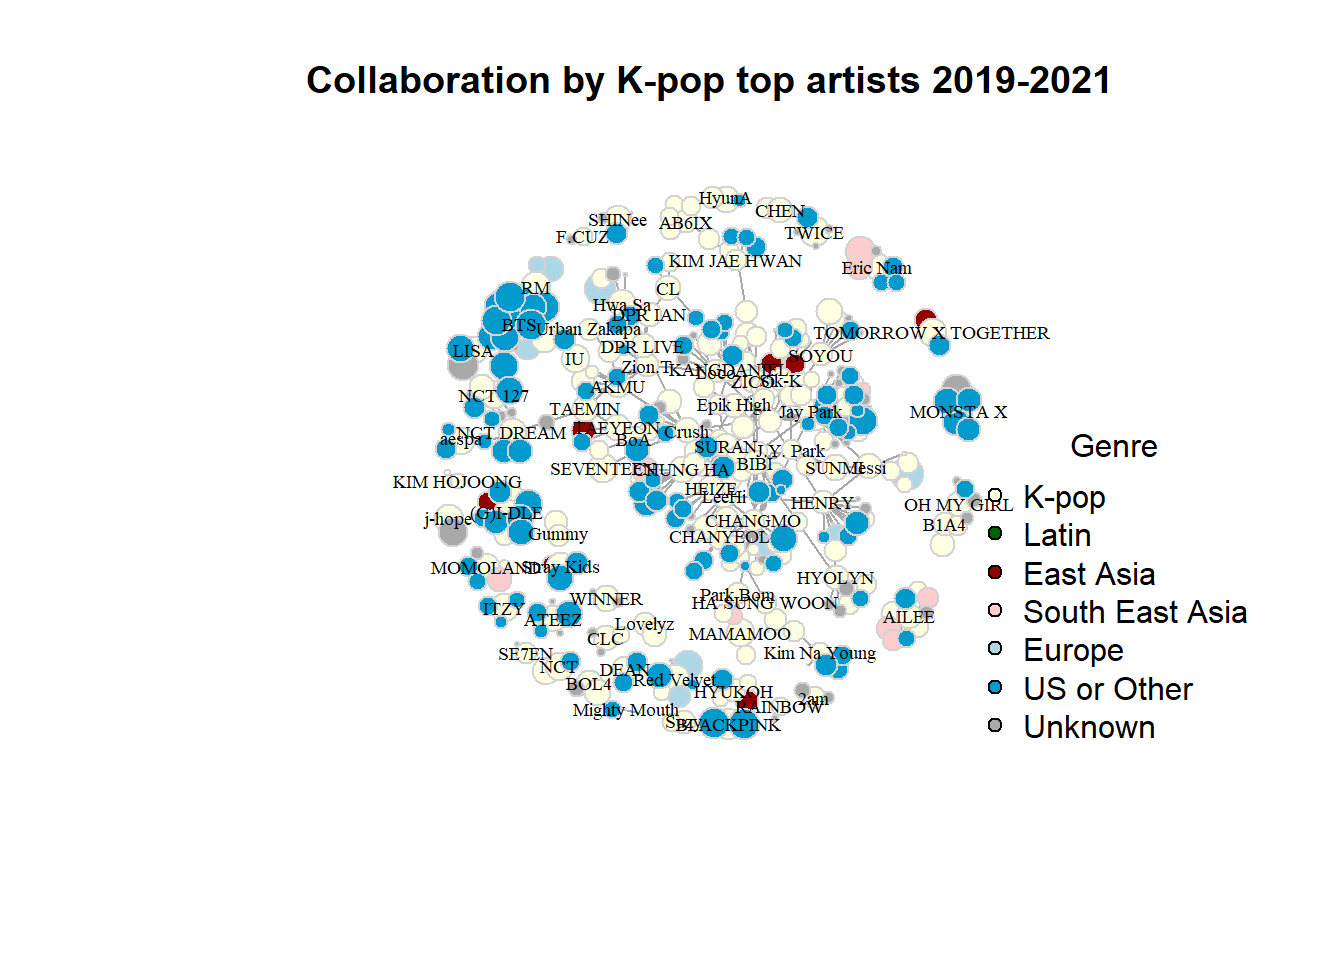 Collaboration by K-pop top artists 2019-2021
HyunA
SHINee
AB6IX
CHEN
F.CUZ
TWICE
KIM JAE HWAN
Eric Nam
RM
CL
Hwa Sa
DPR IAN
BTS
Urban Zakapa
TOMORROW X TOGETHER
LISA
DPR LIVE
SOYOU
IU
Zion.T
Loco
KANGDANIEL
ZICO
Sik-K
AKMU
NCT 127
Epik High
TAEMIN
Jay Park
MONSTA X
NCT DREAM
TAEYEON
Crush
aespa
BoA
SURAN
J.Y. Park
SEVENTEEN
CHUNG HA
BIBI
SUNMI
Jessi
KIM HOJOONG
HEIZE
LeeHi
HENRY
OH MY GIRL
j-hope
(G)I-DLE
CHANGMO
B1A4
Gummy
CHANYEOL
MOMOLAND
Stray Kids
HYOLYN
Park Bom
WINNER
HA SUNG WOON
ITZY
ATEEZ
Lovelyz
AILEE
CLC
MAMAMOO
SE7EN
NCT
Kim Na Young
DEAN
BOL4
Red Velvet
HYUKOH
2am
Mighty Mouth
RAINBOW
BLACKPINK
Genre
K-pop
Latin
East Asia
South East Asia
Europe
US or Other
Unknown